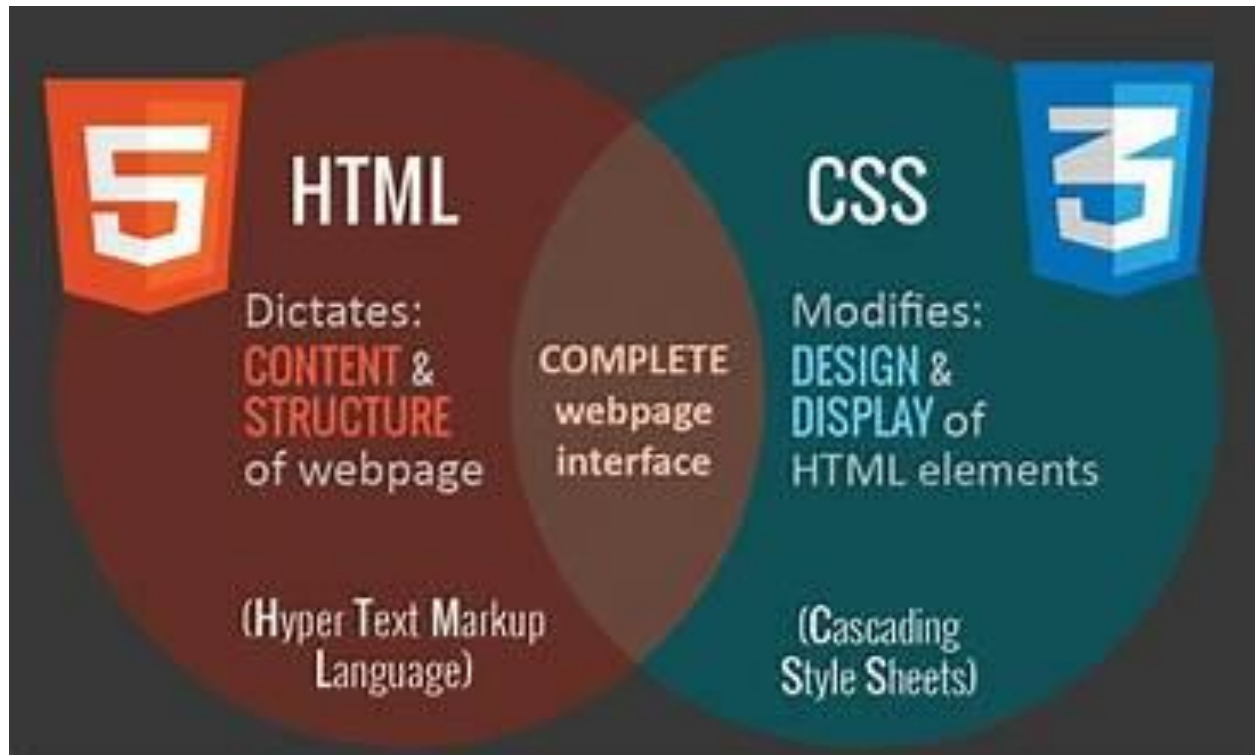 5
HTML
Dictates:
CONTENT &
STRUCTURE
of webpage
(Hyper Text Markup
Language)
COMPLETE
webpage
interface
3
CSS
Modifies:
DESIGN &
DISPLAY of
HTML elements
(Cascading
Style Sheets)